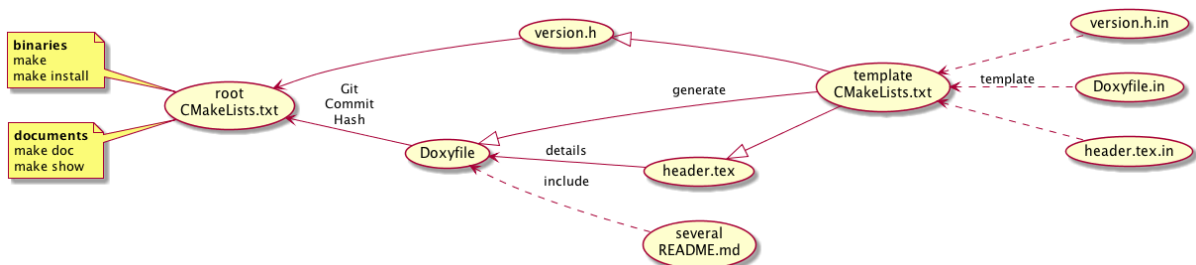 binaries
make
make install
documents
make doc
make show
root
CMakeLists.txt
Git
Commit
Hash
version.h
Doxyfile
generate
details
include
header.tex
several
README.md
template
CMakeLists.txt
template
version.h.in
Doxyfile.in
header.tex.in